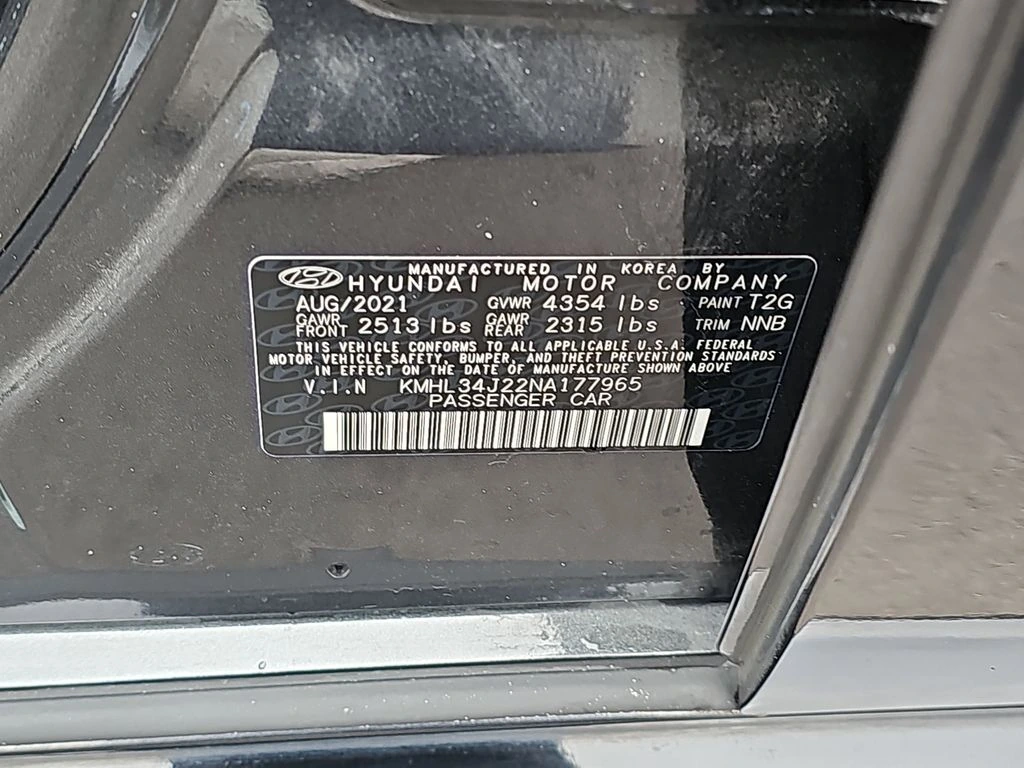 MANUFACTURED IN KOREA BY
HYUNDAI MOTOR COMPANY
AUG/2021 GVWR 4354 lbs PAINT T2G
GAWR FRONT 2513 lbs GAWR REAR 2315 lbs TRIM NNB
THIS VEHICLE CONFORMS TO ALL APPLICABLE U.S.A. FEDERAL
MOTOR VEHICLE SAFETY, BUMPER, AND THEFT PREVENTION STANDARDS
IN EFFECT ON THE DATE OF MANUFACTURE SHOWN ABOVE
V.I.N KMHL34J22NA177965
PASSENGER CAR